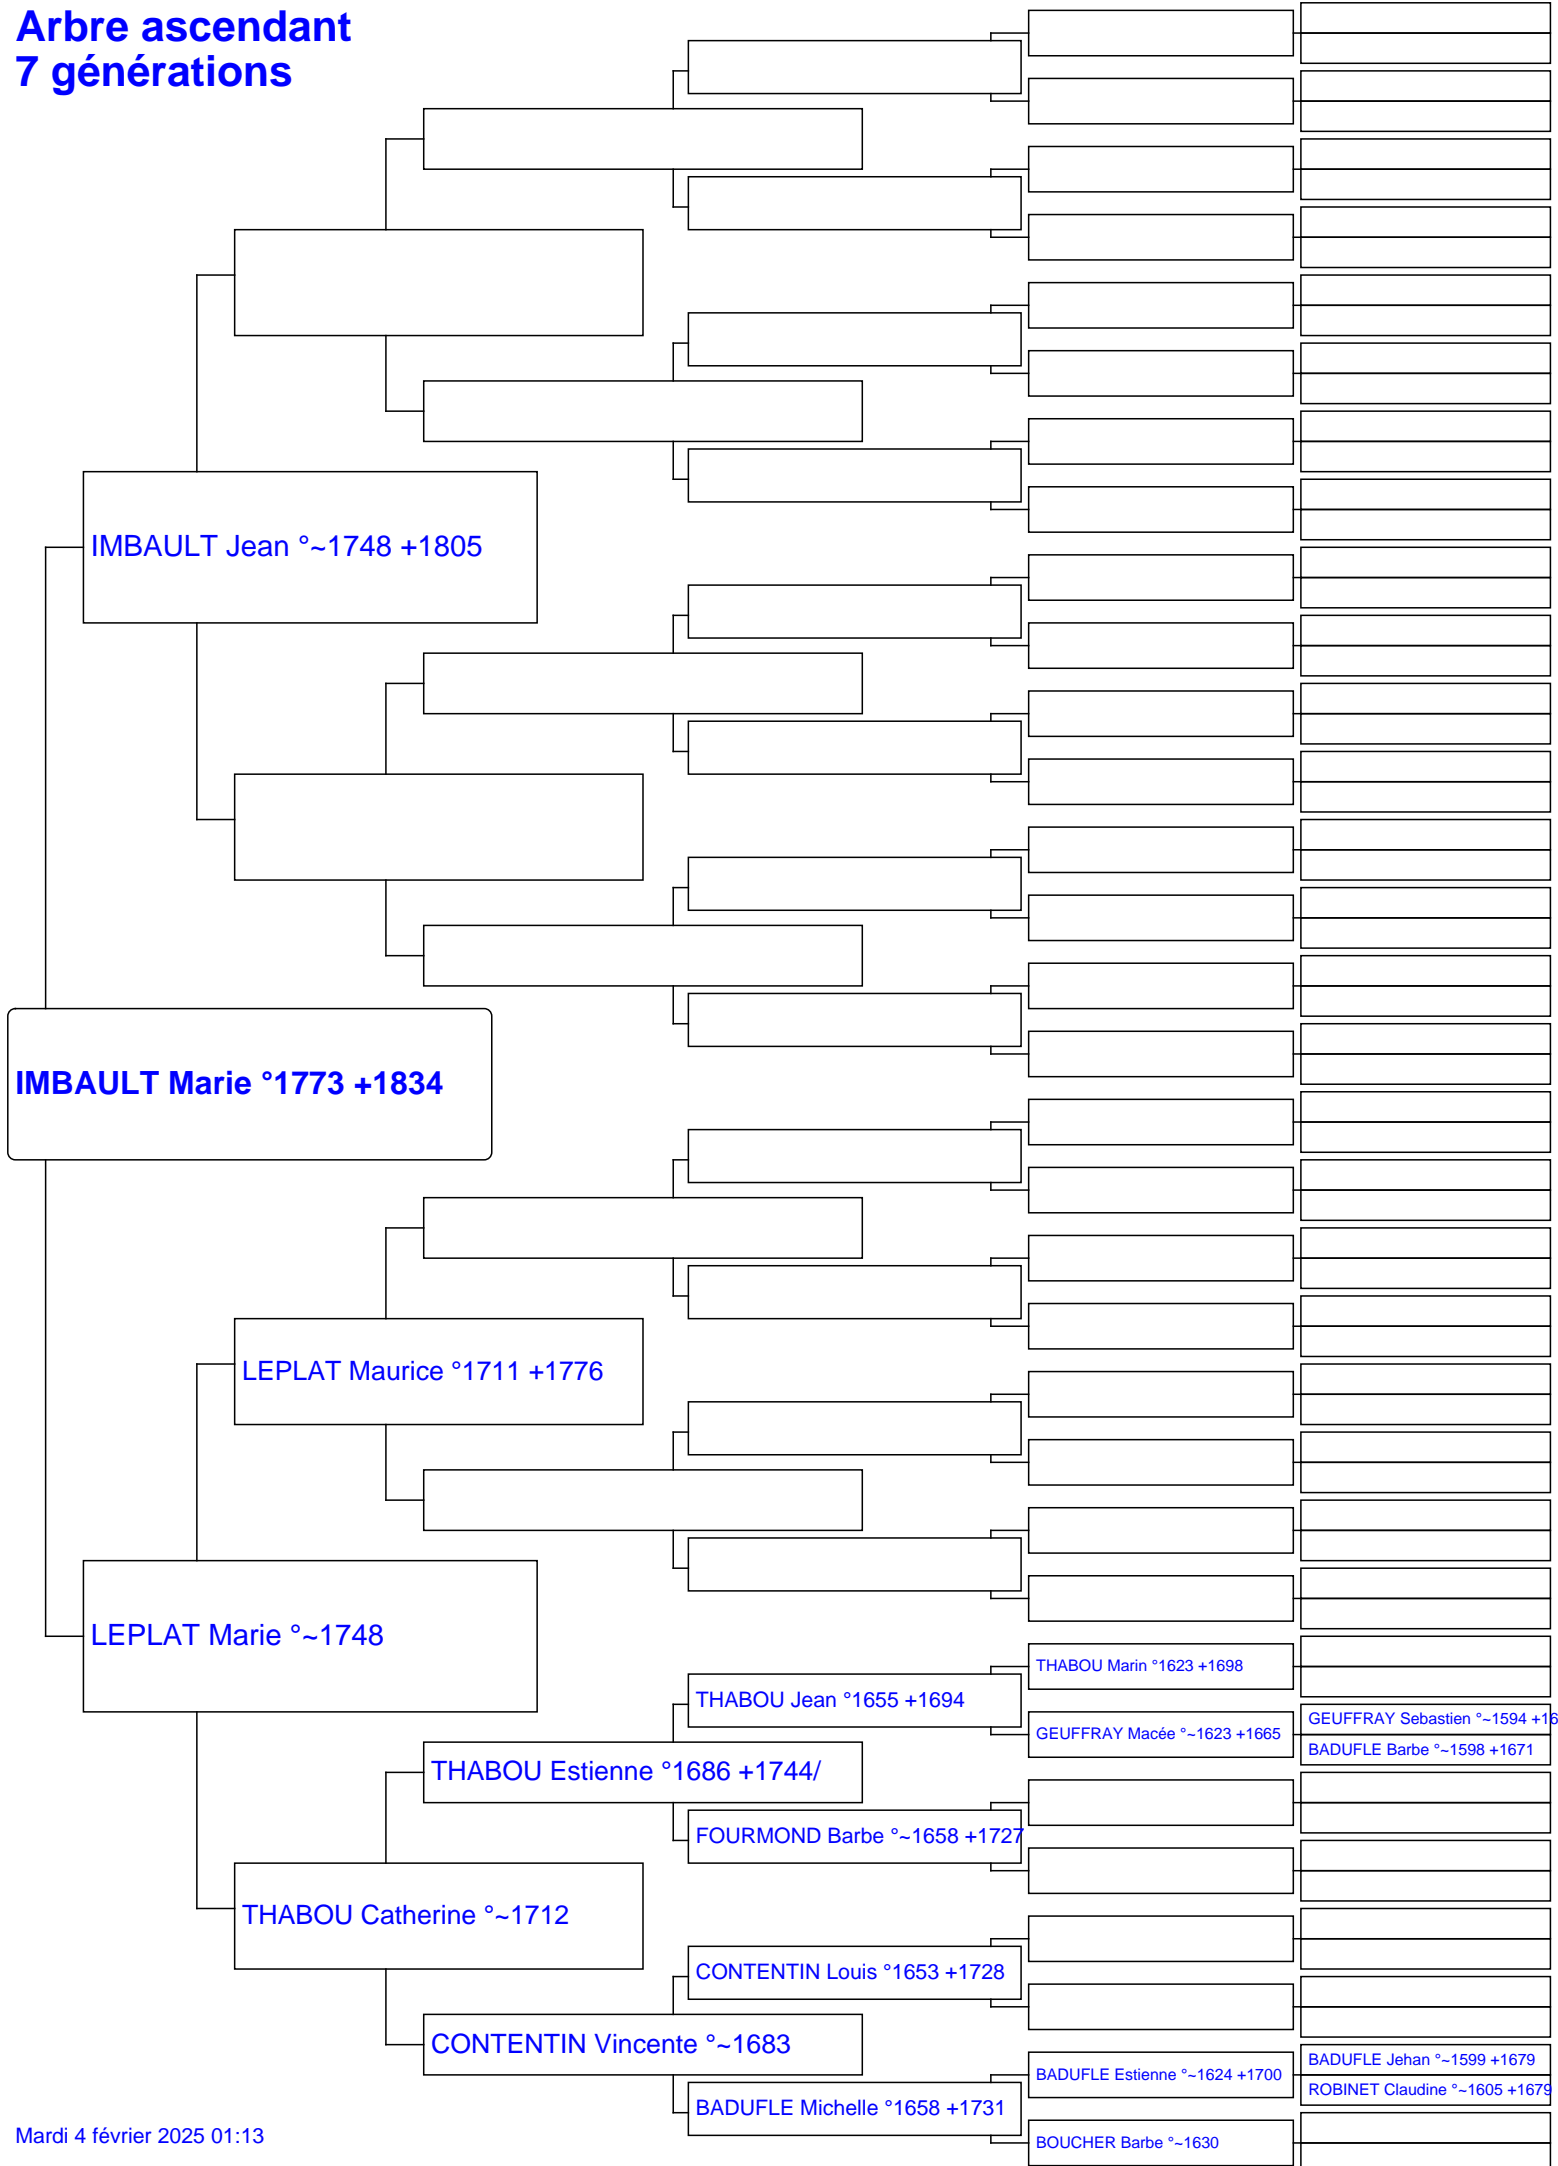 Arbre ascendant
7 générations
IMBAULT Jean °~1748 +1805
IMBAULT Marie °1773 +1834
LEPLAT Maurice °1711 +1776
LEPLAT Marie °~1748
THABOU Marin °1623 +1698
THABOU Jean °1655 +1694
GEUFFRAY Sebastien °~1594 +16
GEUFFRAY Macée °~1623 +1665
BADUFLE Barbe °~1598 +1671
THABOU Estienne °1686 +1744/
FOURMOND Barbe °~1658 +1727
THABOU Catherine °~1712
CONTENTIN Louis °1653 +1728
CONTENTIN Vincente °~1683
BADUFLE Jehan °~1599 +1679
BADUFLE Estienne °~1624 +1700
ROBINET Claudine °~1605 +1679
BADUFLE Michelle °1658 +1731
BOUCHER Barbe °~1630
Mardi 4 février 2025 01:13